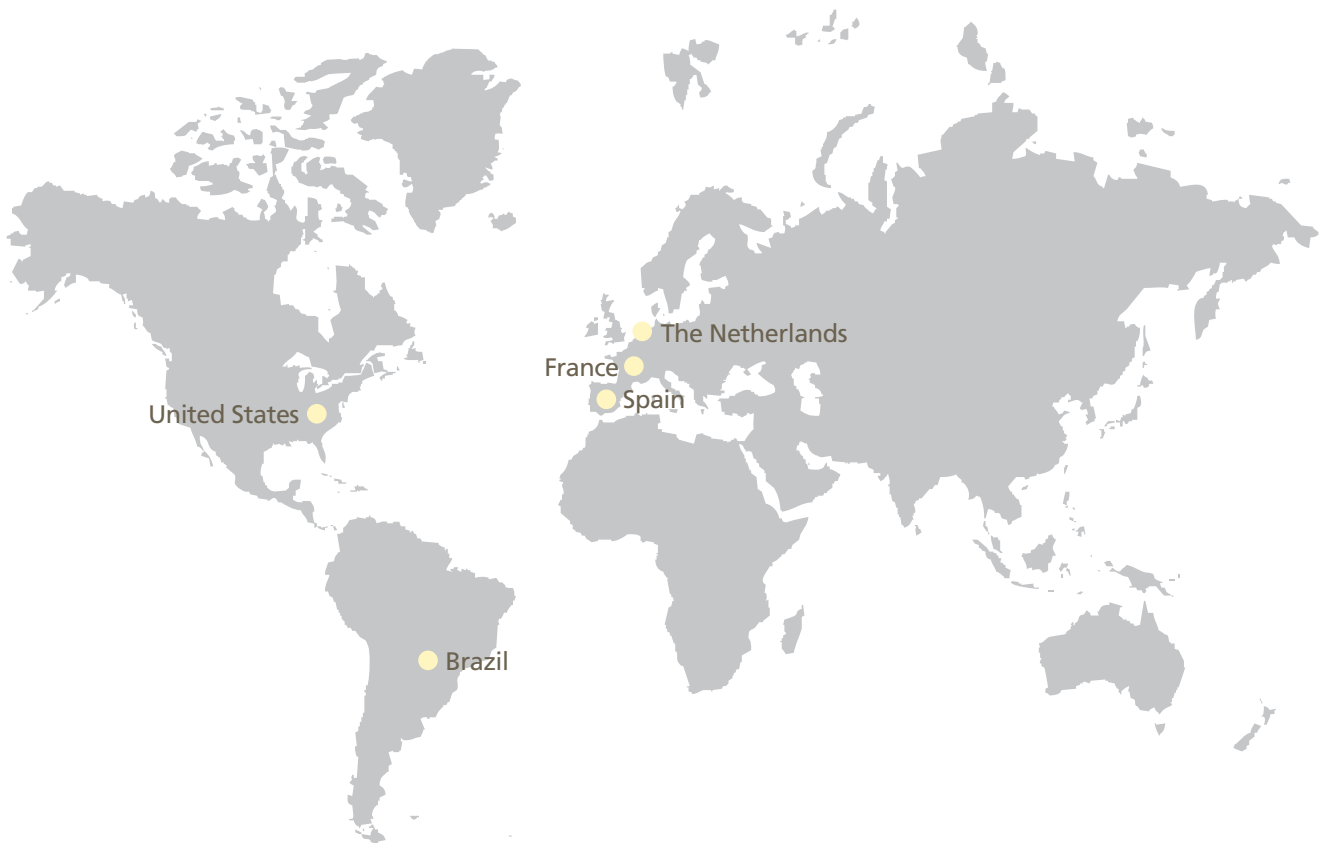 The Netherlands
France
Spain
United States
Brazil